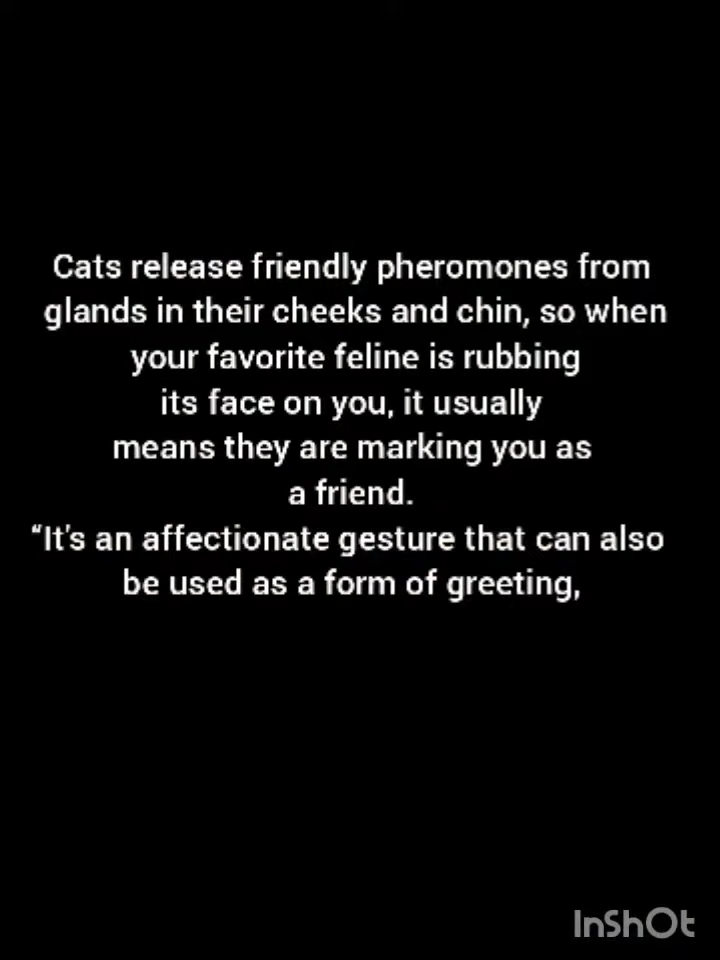 Cats release friendly pheromones from
glands in their cheeks and chin, so when
your favorite feline is rubbing
its face on you, it usually
means they are marking you as
a friend.
“It's an affectionate gesture that can also
be used as a form of greeting,
InShOt